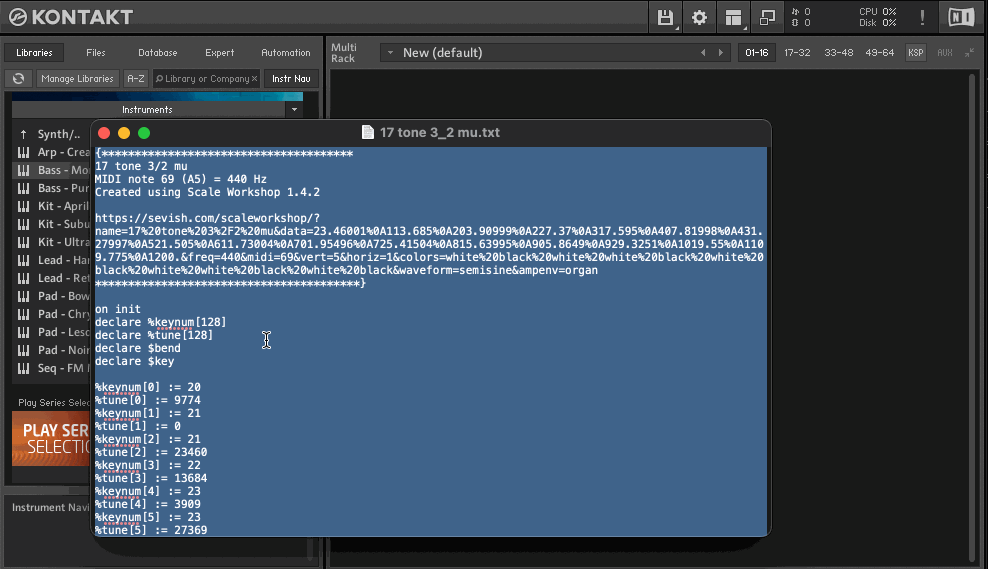 KONTAKT
0
0
CPU 0%
Disk 0%
!
NI
Libraries Files Database Expert Automation
Multi
Rack
New (default)
01-16 17-32 33-48 49-64 KSP AUX
Manage Libraries A-Z Library or Company × Instr Nav
Instruments
Synth/..
Arp - Crea
Bass - Mo
Bass - Pur
Kit - April
Kit - Subu
Kit - Ultra
Lead - Ha
Lead - Ret
Pad - Bow
Pad - Chr
Pad - Lesc
Pad - Noi
Seq - FM
Play Series Selec
PLAY SER
SELECTIO
Instrument Navi
17 tone 3_2 mu.txt
{**************************************
17 tone 3/2 mu
MIDI note 69 (A5) = 440 Hz
Created using Scale Workshop 1.4.2
https://sevish.com/scaleworkshop/?
name=17%20tone%203%2F2%20mu&data=23.46001%0A113.685%0A203.90999%0A227.37%0A317.595%0A407.81998%0A431.
27997%0A521.505%0A611.73004%0A701.95496%0A725.41504%0A815.63995%0A905.8649%0A929.3251%0A1019.55%0A110
9.775%0A1200.&freq=440&midi=69&vert=5&horiz=1&colors=white%20black%20white%20white%20black%20white%20
black%20white%20white%20black%20white%20black&waveform=semisine&ampenv=organ
****************************************}
on init
declare %keynum[128]
declare %tune[128]
declare $bend
declare $key
%keynum[0] := 20
%tune[0] := 9774
%keynum[1] := 21
%tune[1] := 0
%keynum[2] := 21
%tune[2] := 23460
%keynum[3] := 22
%tune[3] := 13684
%keynum[4] := 23
%tune[4] := 3909
%keynum[5] := 23
%tune[5] := 27369